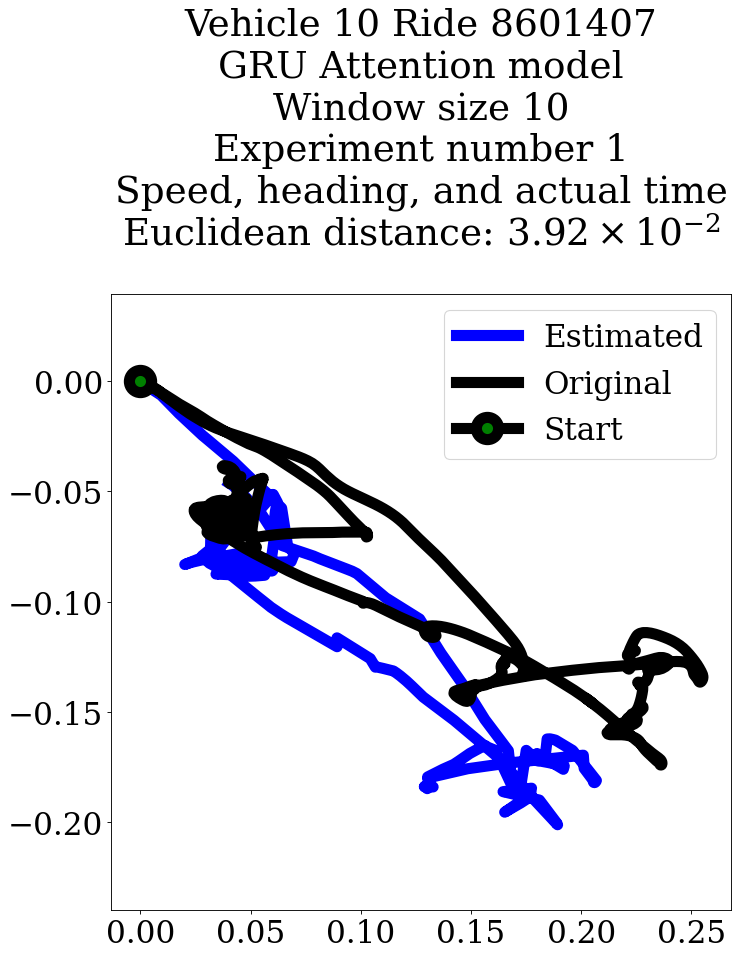 Vehicle 10 Ride 8601407
GRU Attention model
Window size 10
Experiment number 1
Speed, heading, and actual time
Euclidean distance: 3.92 × 10⁻²
Estimated
Original
Start
0.00
−0.05
−0.10
−0.15
−0.20
0.00 0.05 0.10 0.15 0.20 0.25